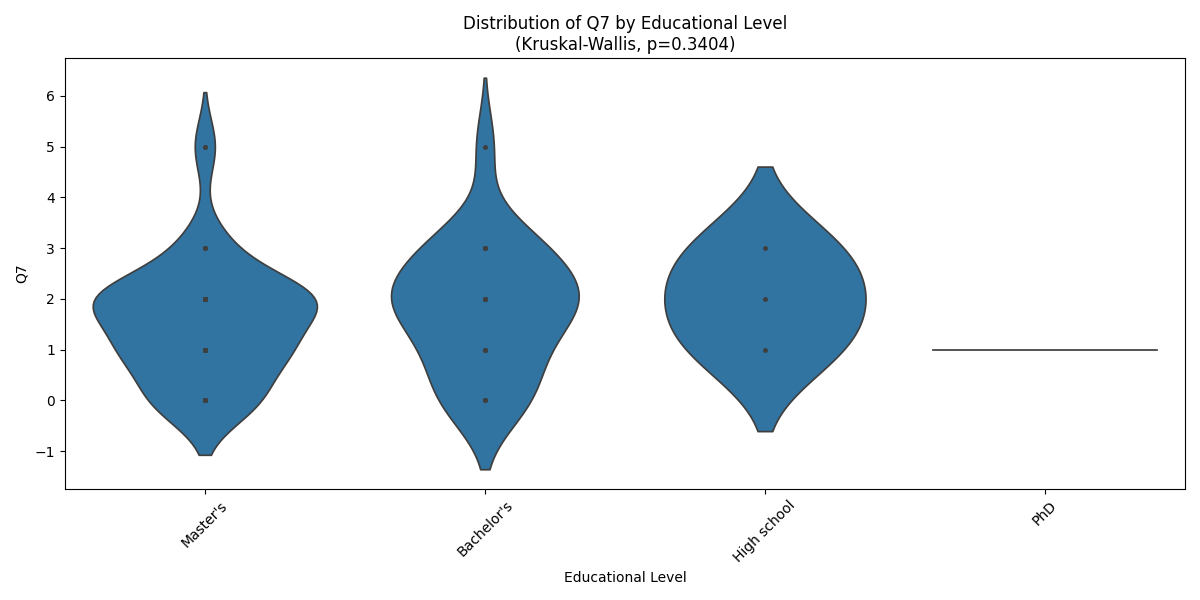 Distribution of Q7 by Educational Level
(Kruskal-Wallis, p=0.3404)
6
5
4
3
2
1
0
−1
Q7
Master's
Bachelor's
High school
PhD
Educational Level